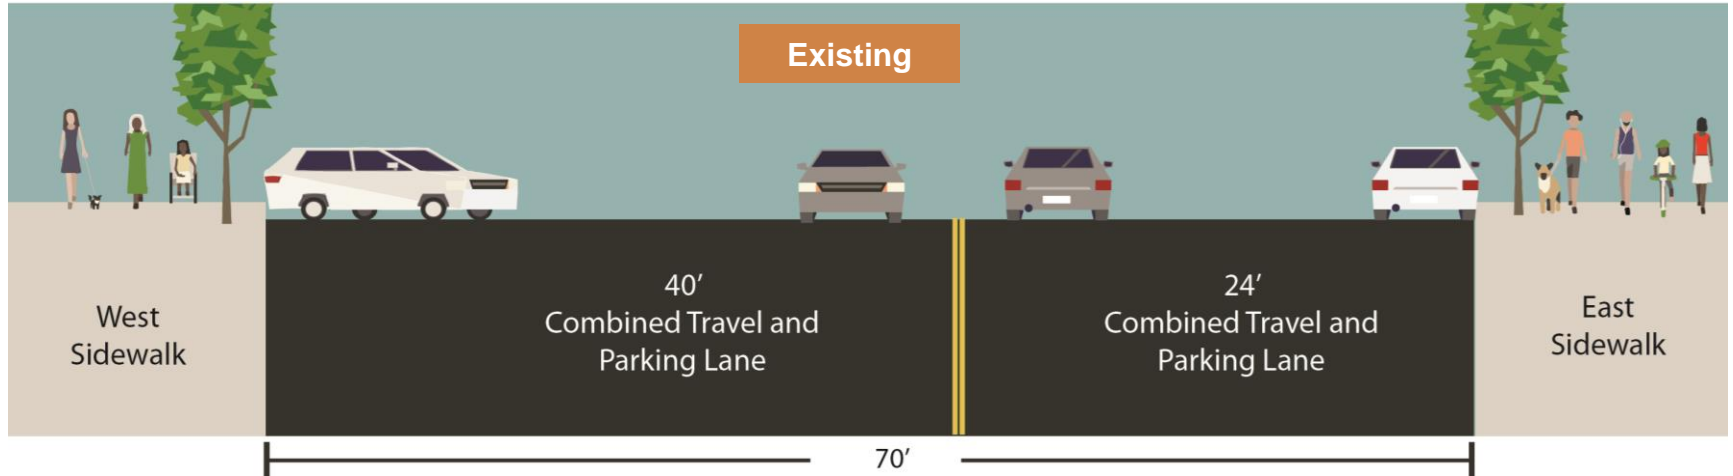 Existing
West
Sidewalk
40’
Combined Travel and
Parking Lane
24’
Combined Travel and
Parking Lane
East
Sidewalk
70’